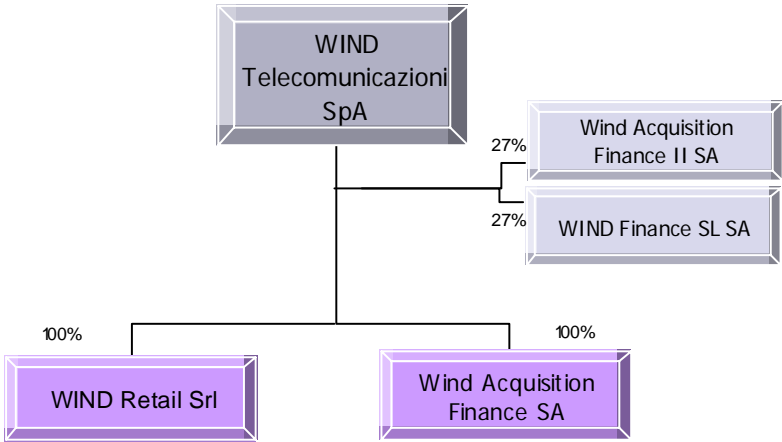 WIND
Telecomunicazioni
SpA
27%
Wind Acquisition
Finance II SA
27%
WIND Finance SL SA
100%
100%
WIND Retail Srl
Wind Acquisition
Finance SA